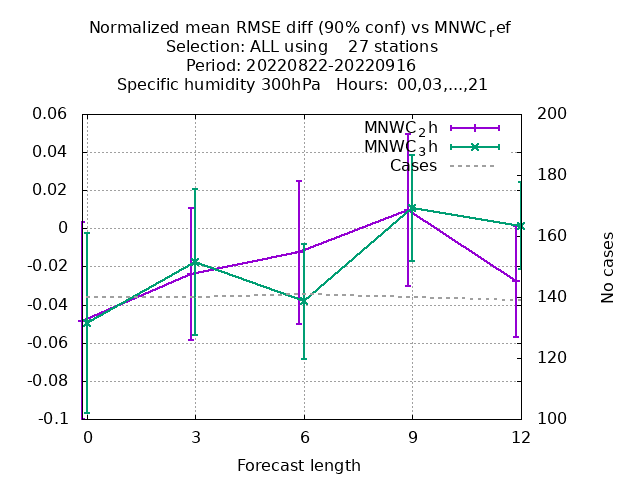 Normalized mean RMSE diff (90% conf) vs MNWC_ref
Selection: ALL using 27 stations
Period: 20220822-20220916
Specific humidity 300hPa Hours: 00,03,...,21
MNWC_2h
MNWC_3h
Cases
0.06
0.04
0.02
0
-0.02
-0.04
-0.06
-0.08
-0.1
200
180
160
140
120
100
No cases
0 3 6 9 12
Forecast length